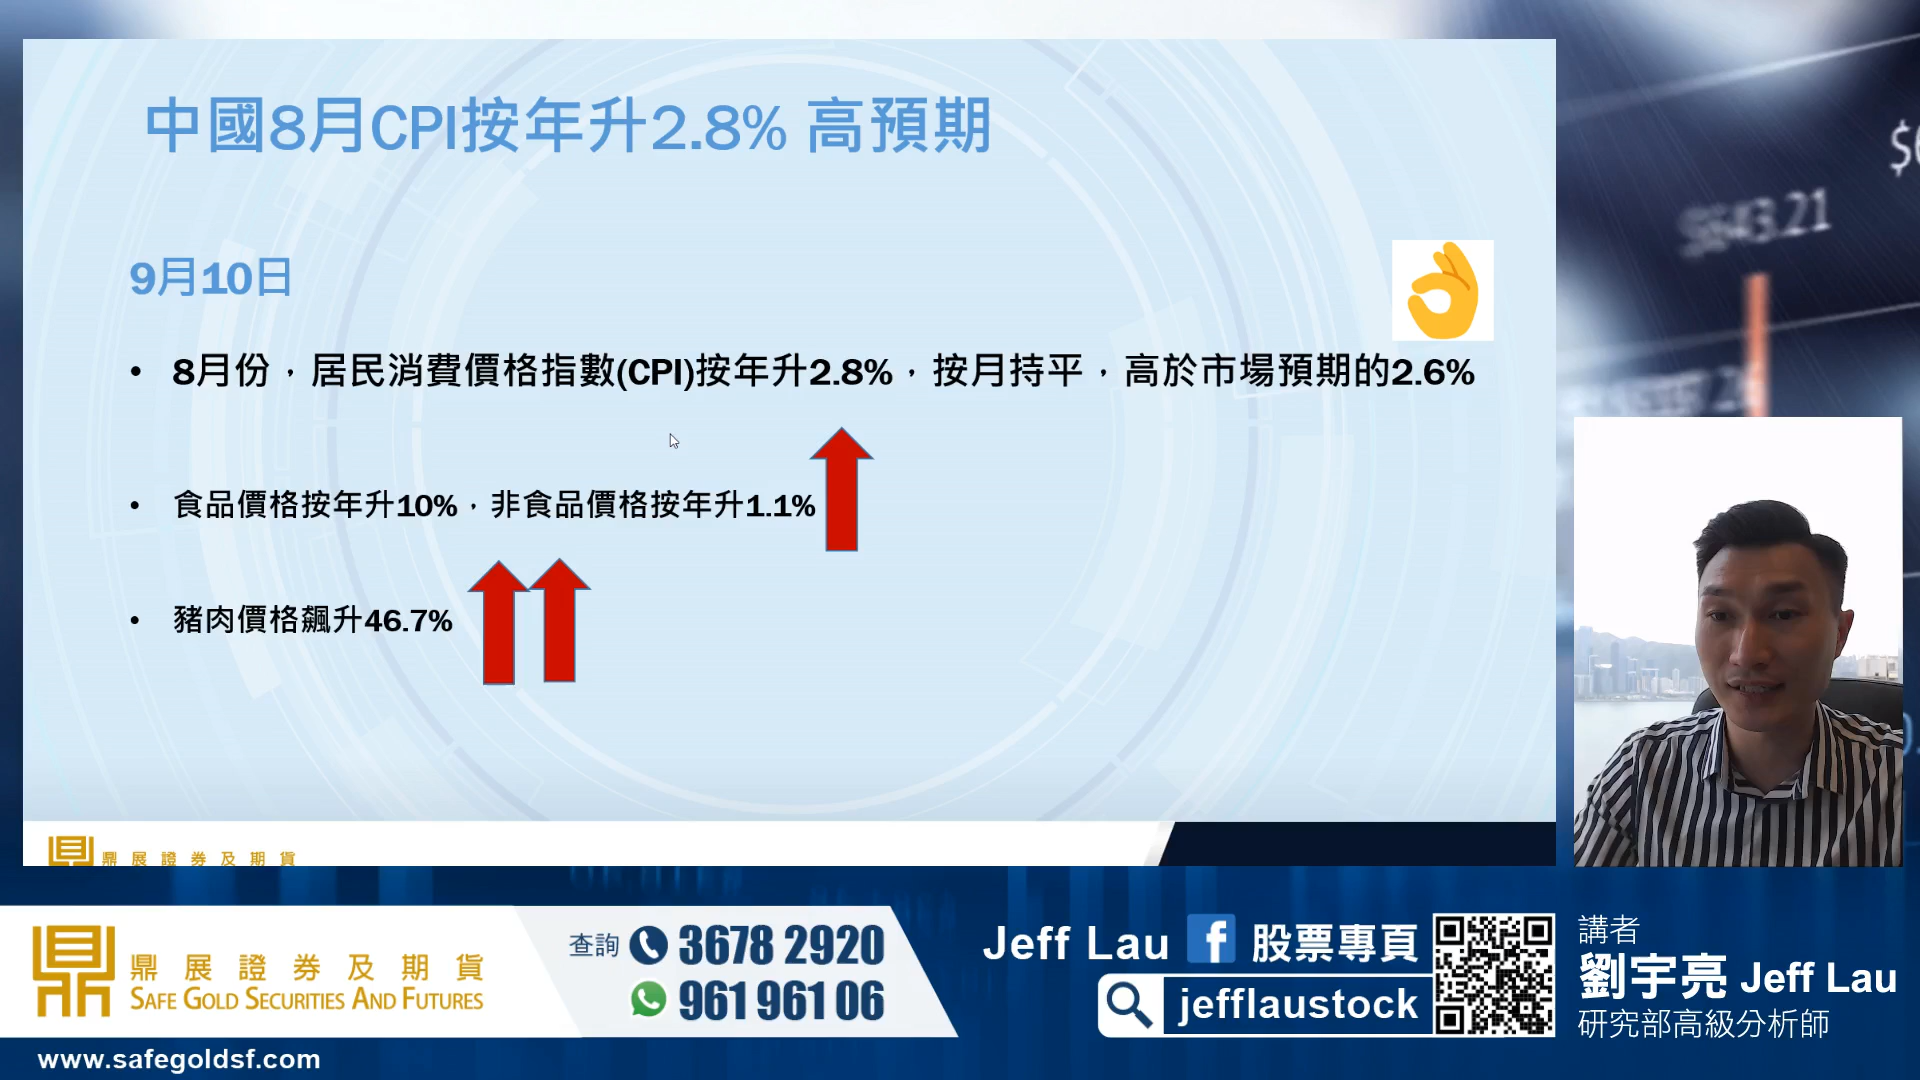 中國8月CPI按年升2.8% 高預期
9月10日
• 8月份，居民消費價格指數(CPI)按年升2.8%，按月持平，高於市場預期的2.6%
• 食品價格按年升10%，非食品價格按年升1.1%
• 豬肉價格飆升46.7%
鼎展證券及期貨
鼎展證券及期貨
SAFE GOLD SECURITIES AND FUTURES
www.safegoldsf.com
查詢 3678 2920
961 961 06
Jeff Lau f 股票專頁
jefflaustock
講者
劉宇亮 Jeff Lau
研究部高級分析師